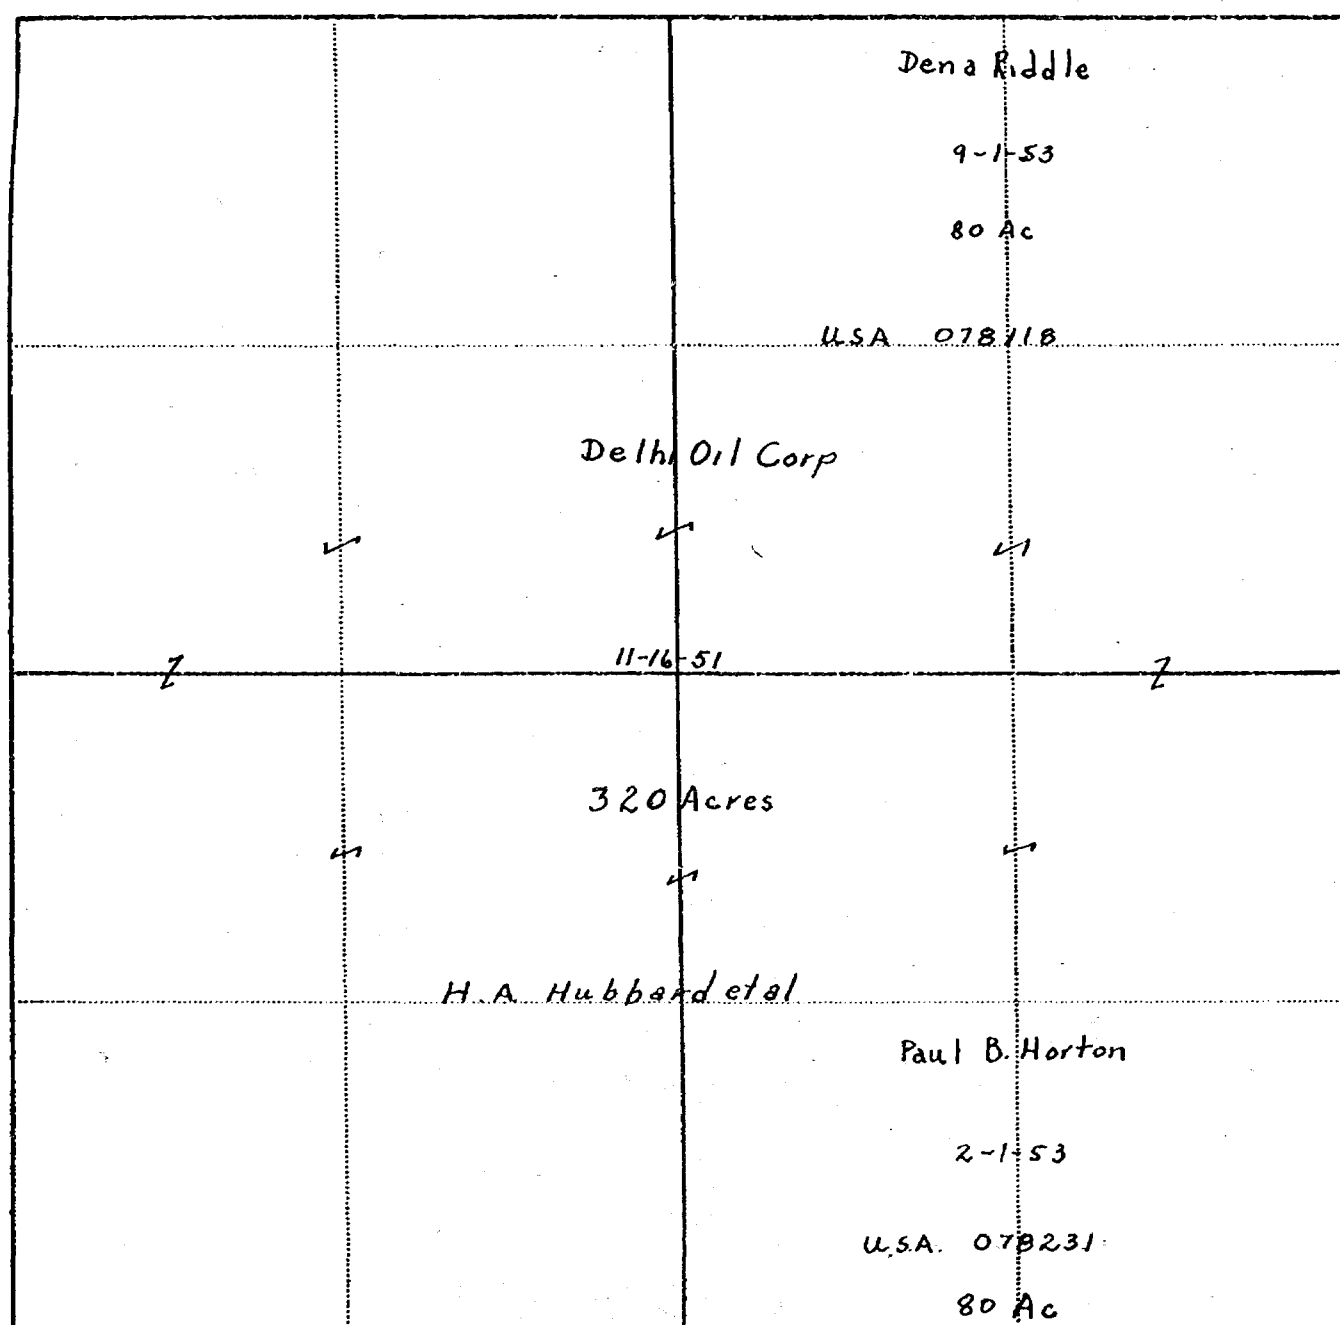 Dena Riddle
9-1-53
80 Ac
U.S.A 078118
Delhi Oil Corp
11-16-51
320 Acres
H.A. Hubbard etal
Paul B. Horton
2-1-53
U.S.A. 078231
80 Ac